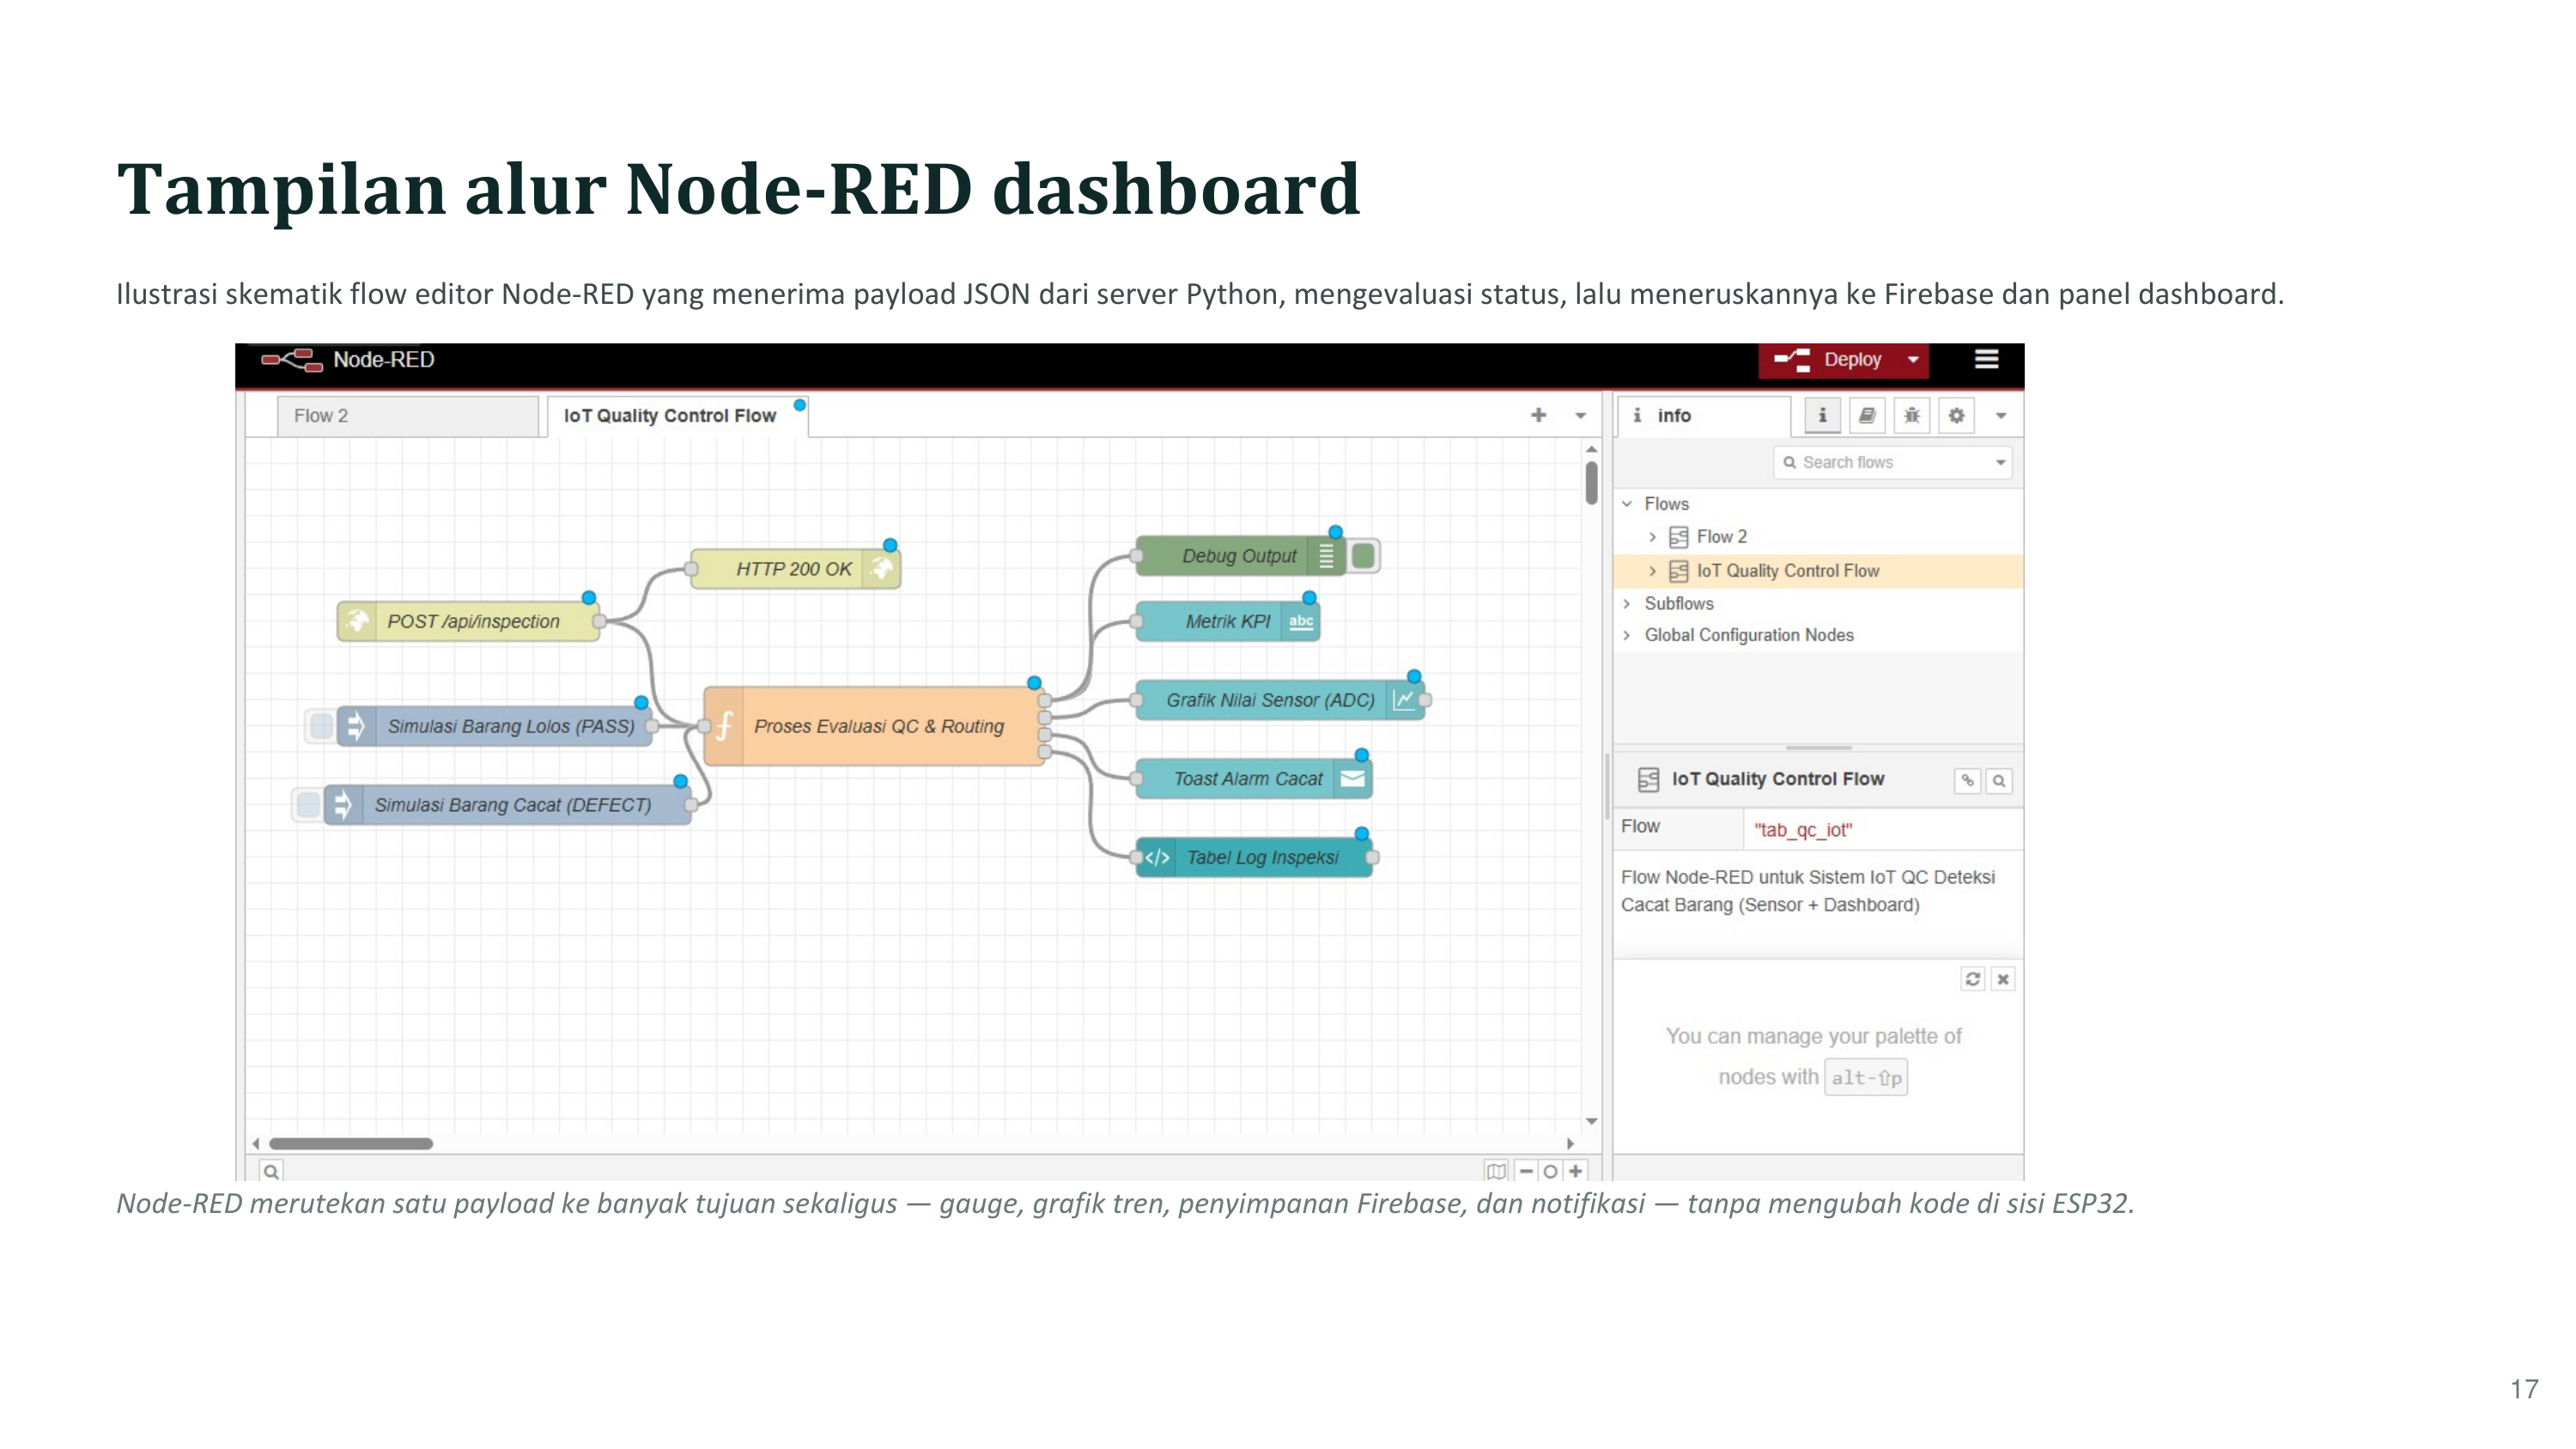 Tampilan alur Node-RED dashboard
Ilustrasi skematik flow editor Node-RED yang menerima payload JSON dari server Python, mengevaluasi status, lalu meneruskannya ke Firebase dan panel dashboard.
Node-RED
Deploy
Flow 2
IoT Quality Control Flow
info
Search flows
Flows
Flow 2
IoT Quality Control Flow
Subflows
Global Configuration Nodes
HTTP 200 OK
POST /api/inspection
Simulasi Barang Lolos (PASS)
Simulasi Barang Cacat (DEFECT)
Proses Evaluasi QC & Routing
Debug Output
Metrik KPI
abc
Grafik Nilai Sensor (ADC)
Toast Alarm Cacat
Tabel Log Inspeksi
IoT Quality Control Flow
Flow
"tab_qc_iot"
Flow Node-RED untuk Sistem IoT QC Deteksi
Cacat Barang (Sensor + Dashboard)
You can manage your palette of
nodes with alt-⇧p
Node-RED merutekan satu payload ke banyak tujuan sekaligus — gauge, grafik tren, penyimpanan Firebase, dan notifikasi — tanpa mengubah kode di sisi ESP32.
17